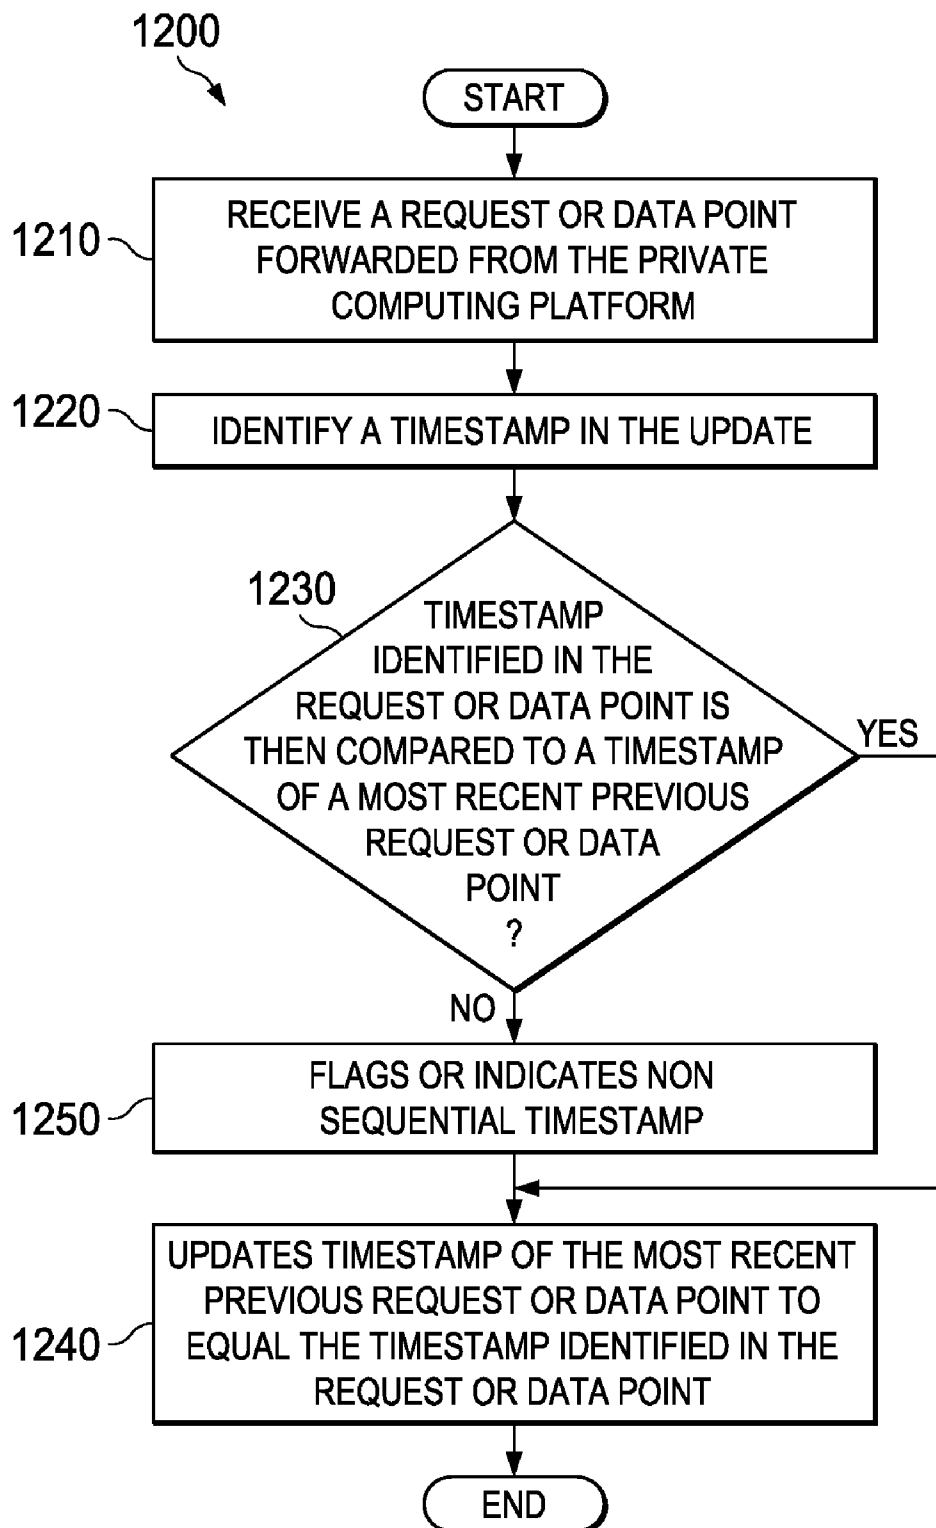 1200
START
1210
RECEIVE A REQUEST OR DATA POINT
FORWARDED FROM THE PRIVATE
COMPUTING PLATFORM
1220
IDENTIFY A TIMESTAMP IN THE UPDATE
1230
TIMESTAMP
IDENTIFIED IN THE
REQUEST OR DATA POINT IS
THEN COMPARED TO A TIMESTAMP
OF A MOST RECENT PREVIOUS
REQUEST OR DATA
POINT
?
YES
NO
1250
FLAGS OR INDICATES NON
SEQUENTIAL TIMESTAMP
1240
UPDATES TIMESTAMP OF THE MOST RECENT
PREVIOUS REQUEST OR DATA POINT TO
EQUAL THE TIMESTAMP IDENTIFIED IN THE
REQUEST OR DATA POINT
END